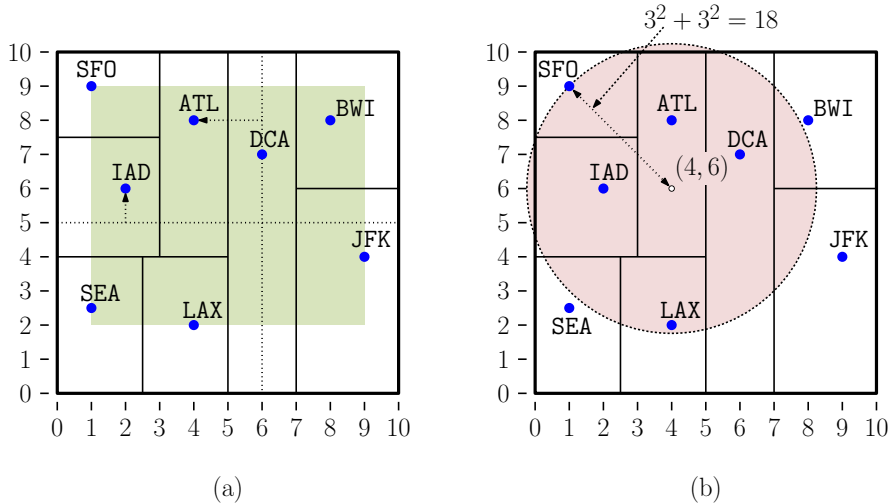 3² + 3² = 18
10
9
8
7
6
5
4
3
2
1
0
SFO
ATL
BWI
DCA
IAD
JFK
SEA
LAX
0 1 2 3 4 5 6 7 8 9 10
(a)
10
9
8
7
6
5
4
3
2
1
0
SFO
ATL
BWI
DCA
(4, 6)
IAD
JFK
SEA
LAX
0 1 2 3 4 5 6 7 8 9 10
(b)